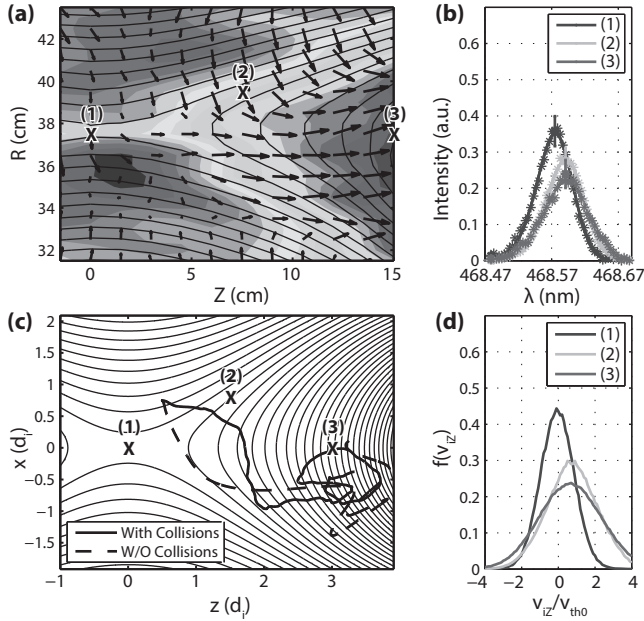 (a)
R (cm)
42
40
38
36
34
32
(1)
X
(2)
X
(3)
X
0
5
10
15
Z (cm)
(b)
Intensity (a.u.)
0.6
0.5
0.4
0.3
0.2
0.1
0
(1)
(2)
(3)
468.47
468.57
468.67
λ (nm)
(c)
x (d_i)
2
1.5
1
0.5
0
−0.5
−1
−1.5
(1)
X
(2)
X
(3)
X
With Collisions
W/O Collisions
−1
0
1
2
3
z (d_i)
(d)
f(v_iZ)
0.6
0.5
0.4
0.3
0.2
0.1
0
(1)
(2)
(3)
−4
−2
0
2
4
v_iZ/v_th0